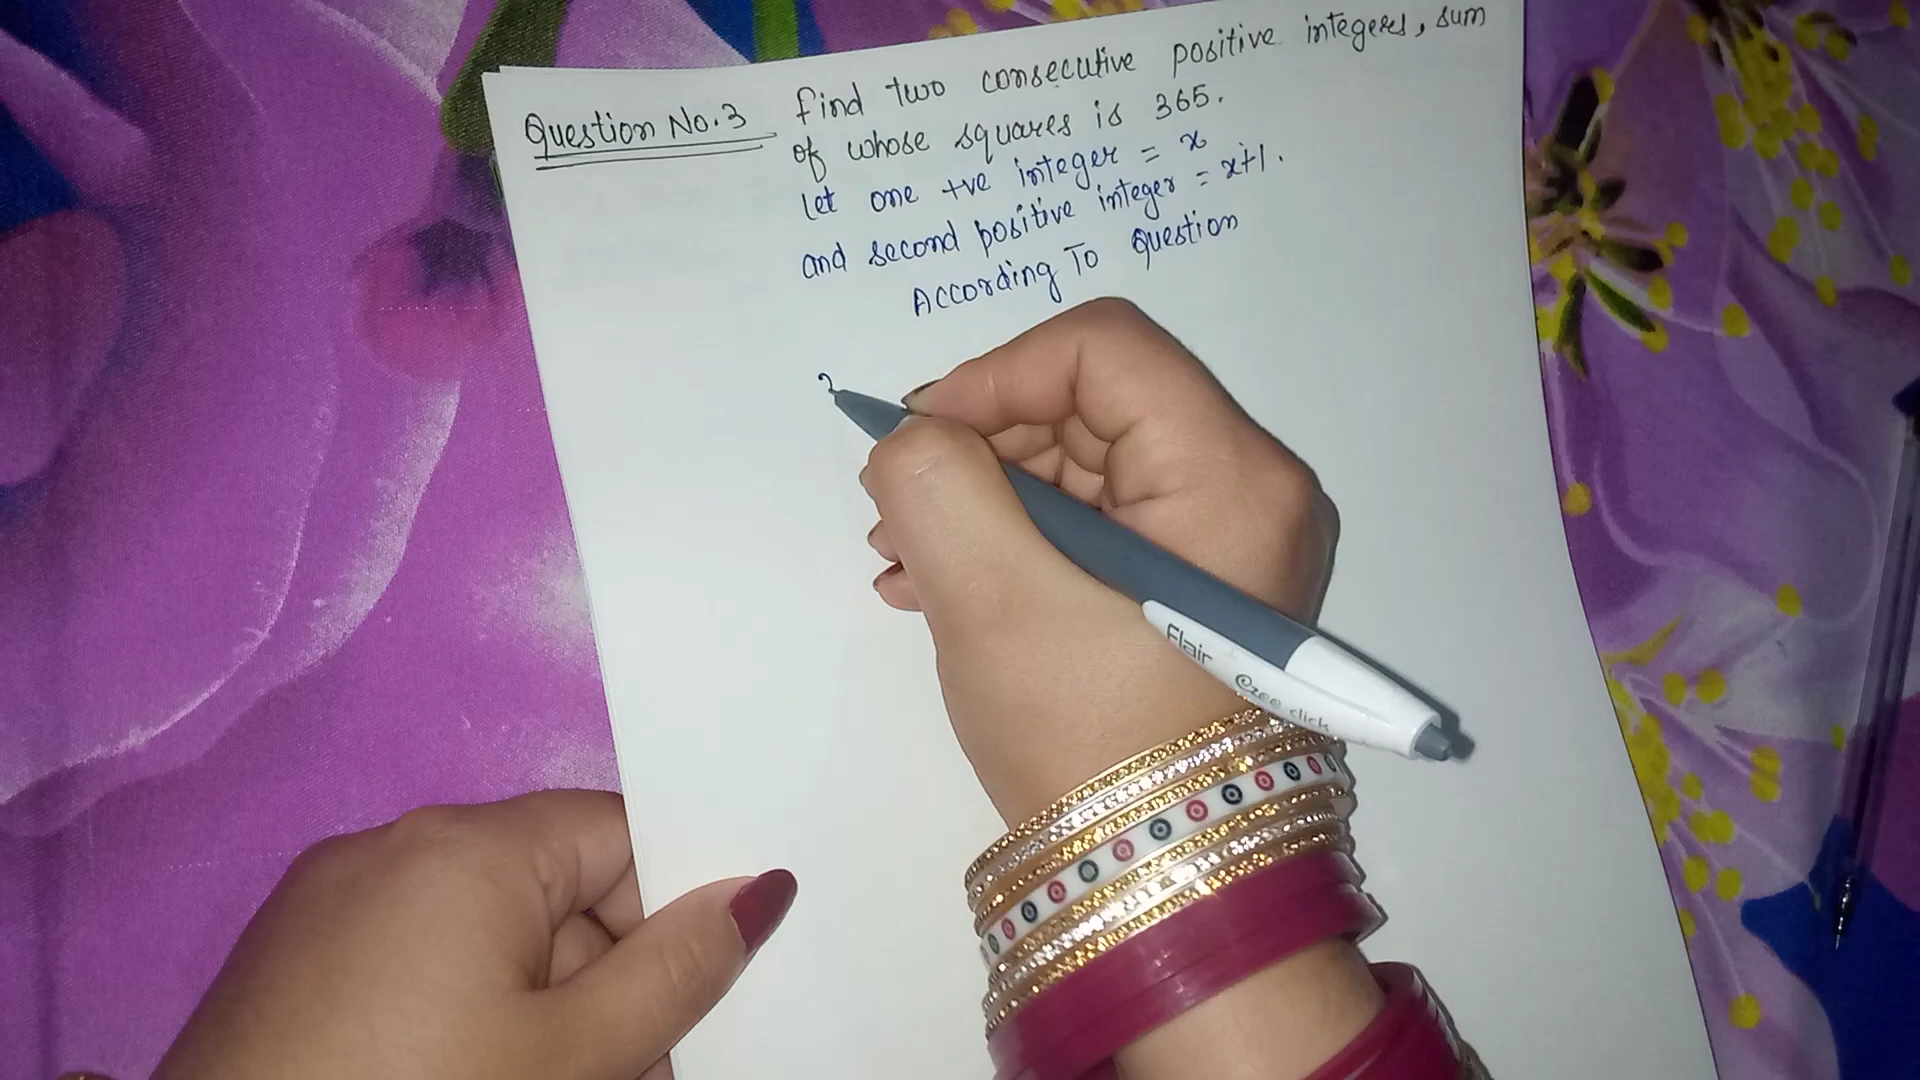 Question No.3 find two consecutive positive integers, sum
of whose squares is 365.
let one +ve integer = x
and second positive integer = x+1.
According To Question
Flair